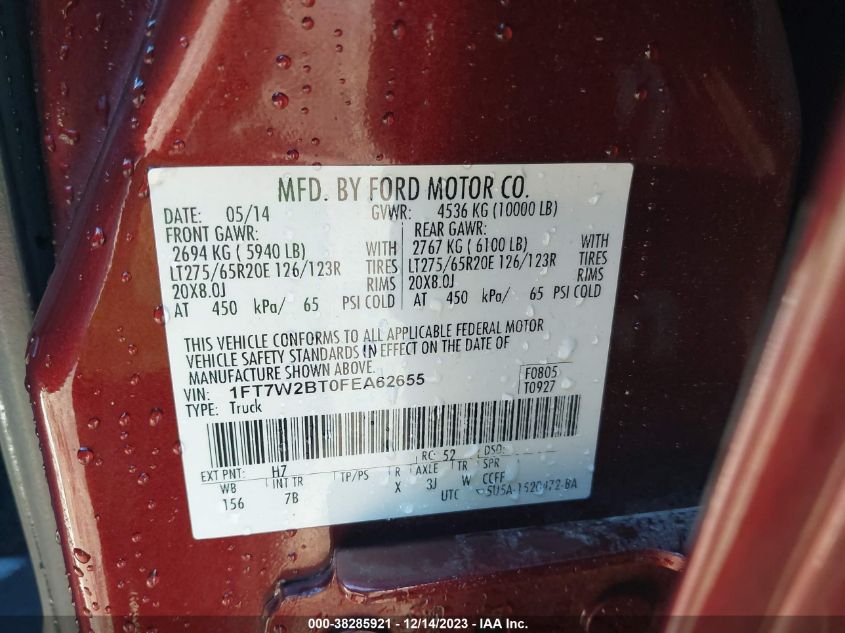 MFD. BY FORD MOTOR CO.
DATE: 05/14 GVWR: 4536 KG (10000 LB)
FRONT GAWR: REAR GAWR:
2694 KG ( 5940 LB) WITH 2767 KG ( 6100 LB) WITH
LT275/65R20E 126/123R TIRES LT275/65R20E 126/123R TIRES
20X8.0J RIMS 20X8.0J RIMS
AT 450 kPa/ 65 PSI COLD AT 450 kPa/ 65 PSI COLD
THIS VEHICLE CONFORMS TO ALL APPLICABLE FEDERAL MOTOR
VEHICLE SAFETY STANDARDS IN EFFECT ON THE DATE OF
MANUFACTURE SHOWN ABOVE.
VIN: 1FT7W2BT0FEA62655 F0805
TYPE: Truck T0927
EXT PNT: H7 RC: 52 DSO:
WB INT TR TP/PS R AXLE TR SPR
156 7B X 3J W CCFF
UTC
000-38285921 - 12/14/2023 - IAA Inc.